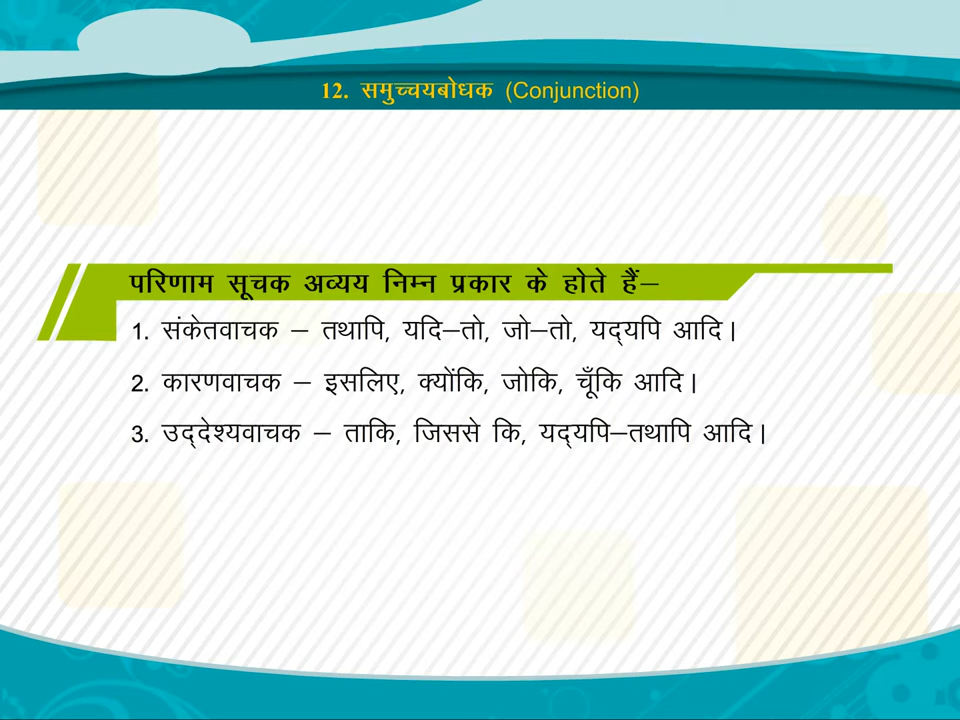 12. समुच्चयबोधक (Conjunction)
परिणाम सूचक अव्यय निम्न प्रकार के होते हैं–
1. संकेतवाचक – तथापि, यदि–तो, जो–तो, यद्यपि आदि।
2. कारणवाचक – इसलिए, क्योंकि, जोकि, चूँकि आदि।
3. उद्देश्यवाचक – ताकि, जिससे कि, यद्यपि–तथापि आदि।